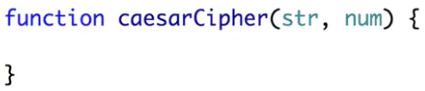 function caesarCipher(str, num) {
}